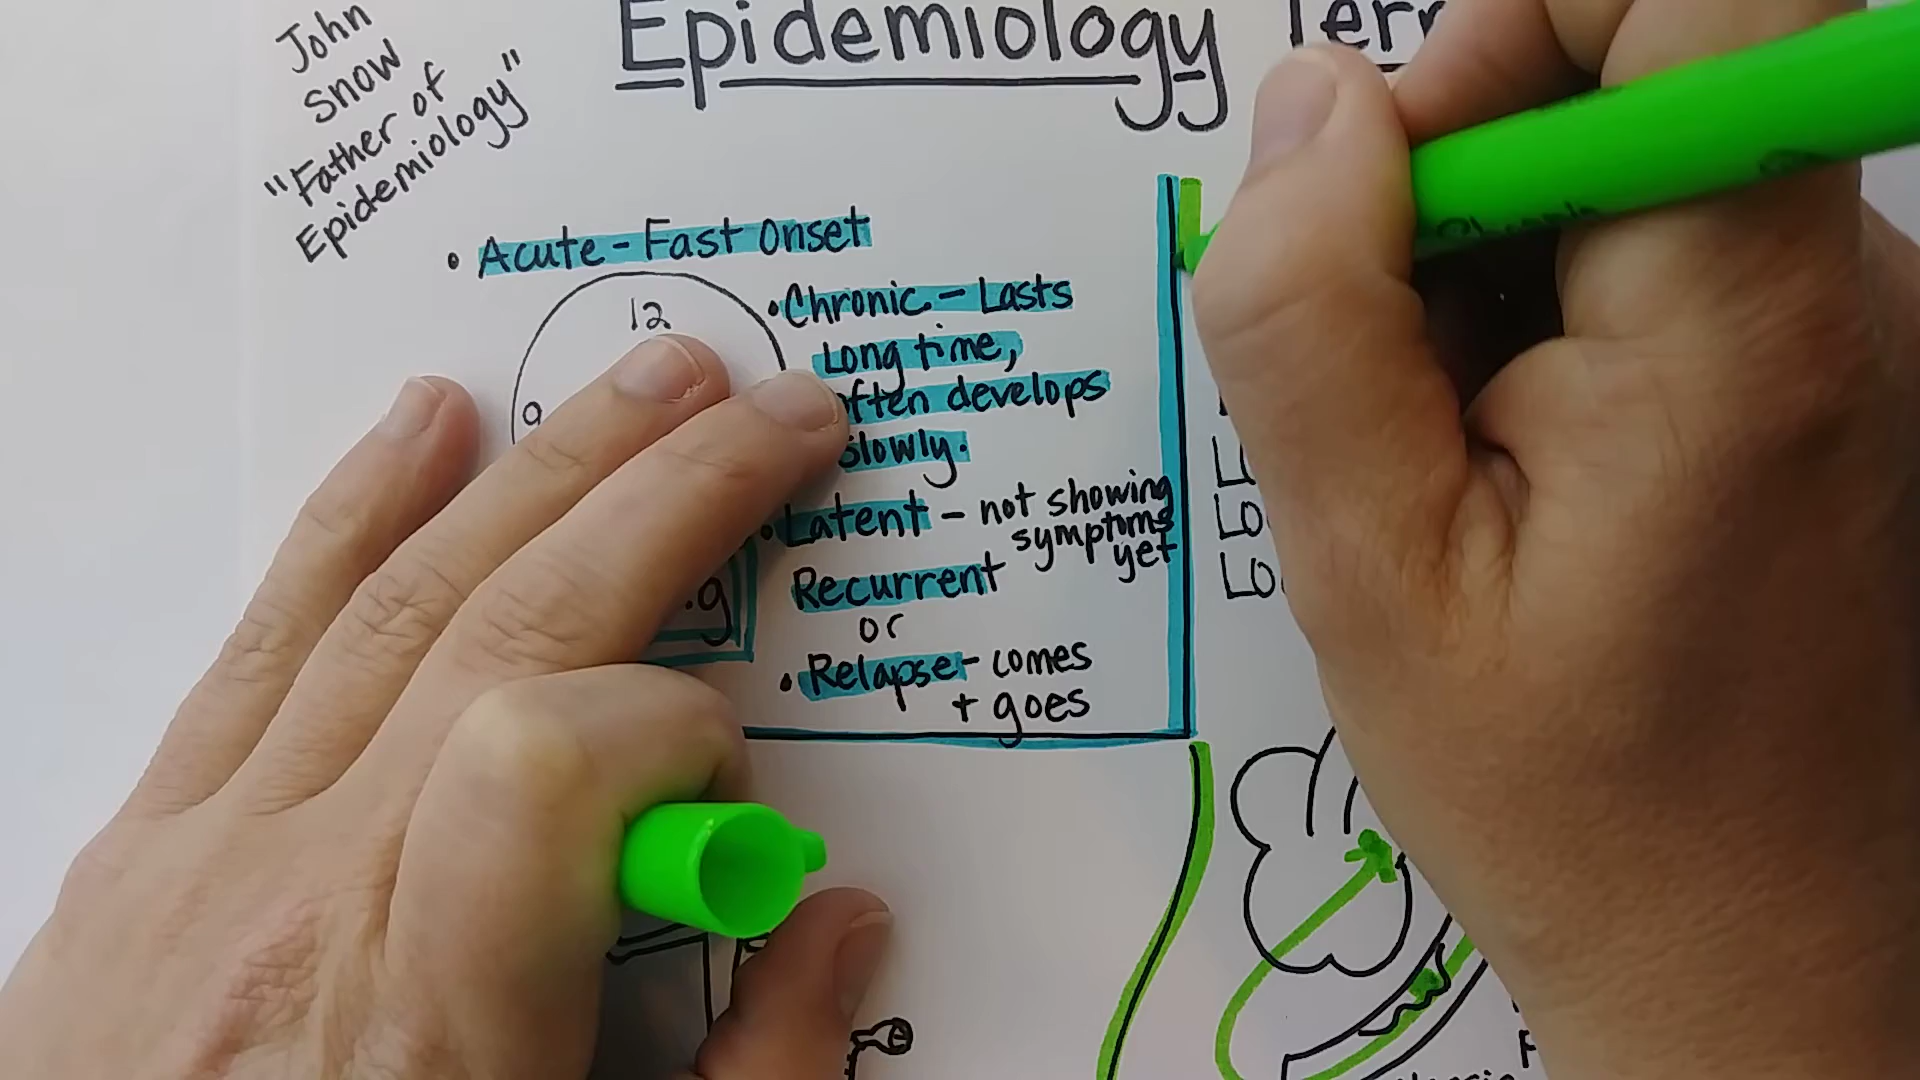 John
Snow
"Father of
Epidemiology"
Epidemiology
• Acute - Fast Onset
12
9
• Chronic - Lasts
Long time,
often develops
slowly.
• Latent - not showing
symptoms
yet
Recurrent
or
• Relapse - comes
+ goes